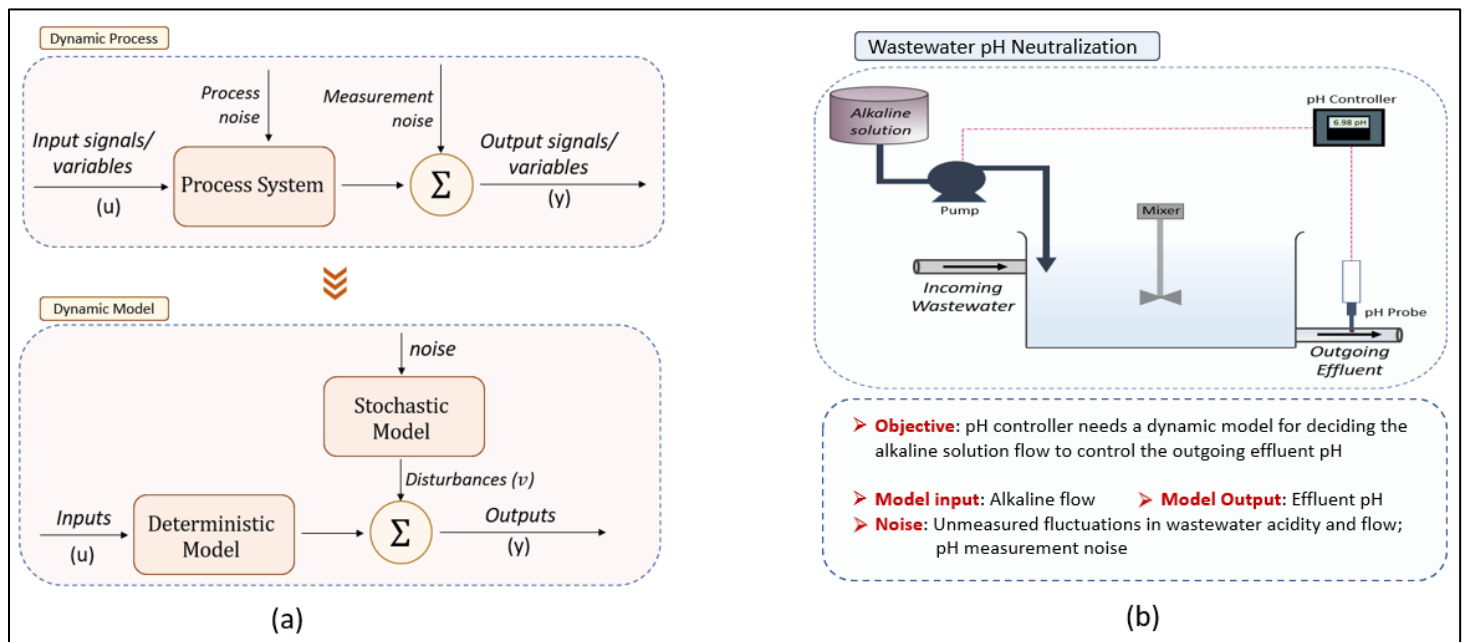 Dynamic Process
Process
noise
Measurement
noise
Input signals/
variables
(u)
Process System
Σ
Output signals/
variables
(y)
Dynamic Model
noise
Stochastic
Model
Disturbances (v)
Inputs
(u)
Deterministic
Model
Σ
Outputs
(y)
(a)
Wastewater pH Neutralization
Alkaline
solution
pH Controller
6.98 pH
Pump
Mixer
Incoming
Wastewater
pH Probe
Outgoing
Effluent
➢ Objective: pH controller needs a dynamic model for deciding the
alkaline solution flow to control the outgoing effluent pH
➢ Model input: Alkaline flow ➢ Model Output: Effluent pH
➢ Noise: Unmeasured fluctuations in wastewater acidity and flow;
pH measurement noise
(b)